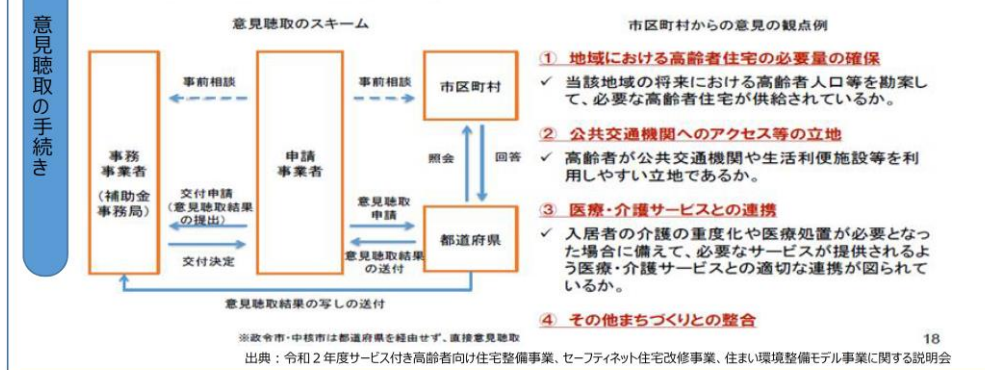 意見聴取の手続き
意見聴取のスキーム
事務
事業者
(補助金
事務局)
事前相談
申請
事業者
事前相談
市区町村
照会
回答
交付申請
(意見聴取結果
の提出)
交付決定
意見聴取
申請
意見聴取結果
の送付
都道府県
意見聴取結果の写しの送付
※政令市・中核市は都道府県を経由せず、直接意見聴取
市区町村からの意見の観点例
① 地域における高齢者住宅の必要量の確保
✓ 当該地域の将来における高齢者人口等を勘案し
て、必要な高齢者住宅が供給されているか。
② 公共交通機関へのアクセス等の立地
✓ 高齢者が公共交通機関や生活利便施設等を利
用しやすい立地であるか。
③ 医療・介護サービスとの連携
✓ 入居者の介護の重度化や医療処置が必要となっ
た場合に備えて、必要なサービスが提供されるよ
う医療・介護サービスとの適切な連携が図られて
いるか。
④ その他まちづくりとの整合
18
出典：令和２年度サービス付き高齢者向け住宅整備事業、セーフティネット住宅改修事業、住まい環境整備モデル事業に関する説明会